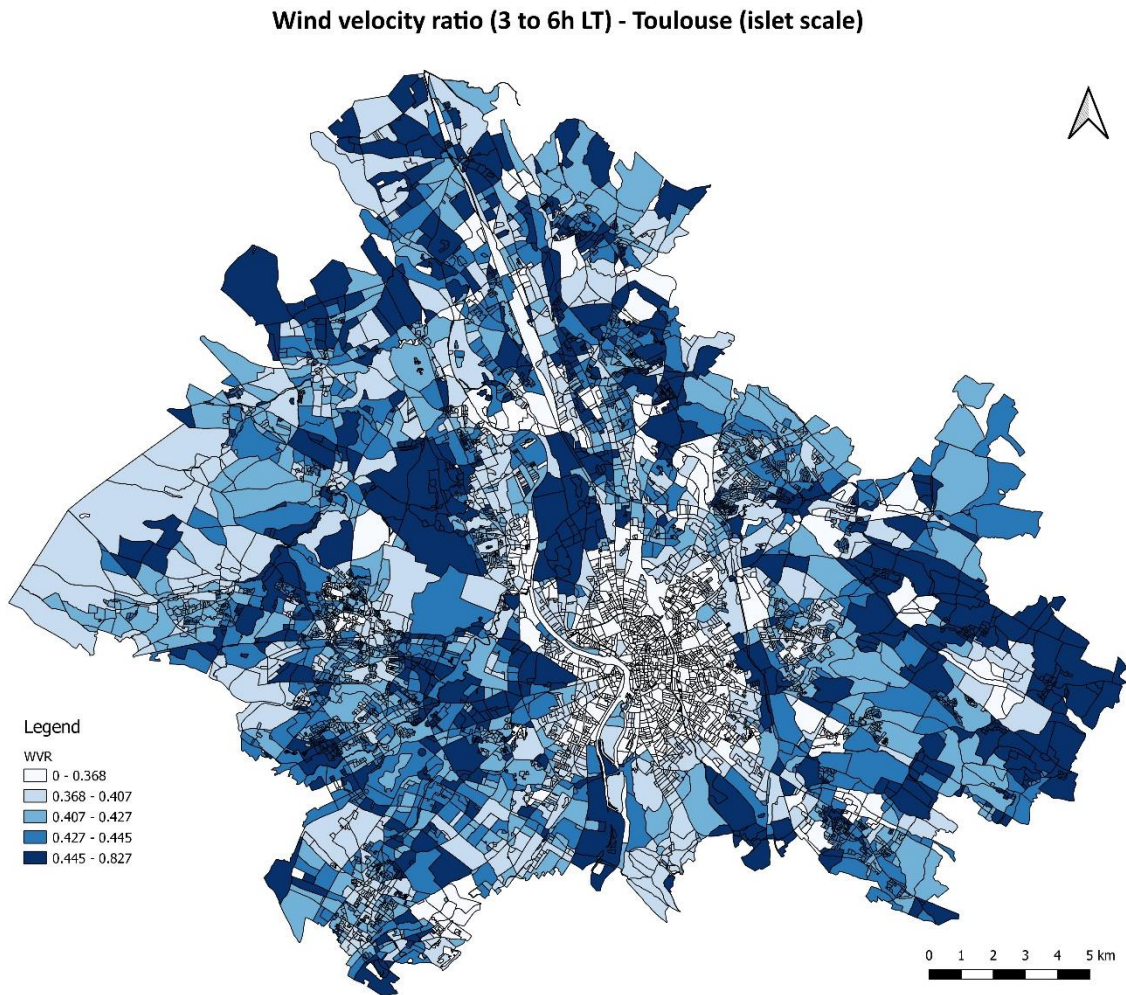 Wind velocity ratio (3 to 6h LT) - Toulouse (islet scale)
Legend
WVR
0 - 0.368
0.368 - 0.407
0.407 - 0.427
0.427 - 0.445
0.445 - 0.827
0 1 2 3 4 5 km